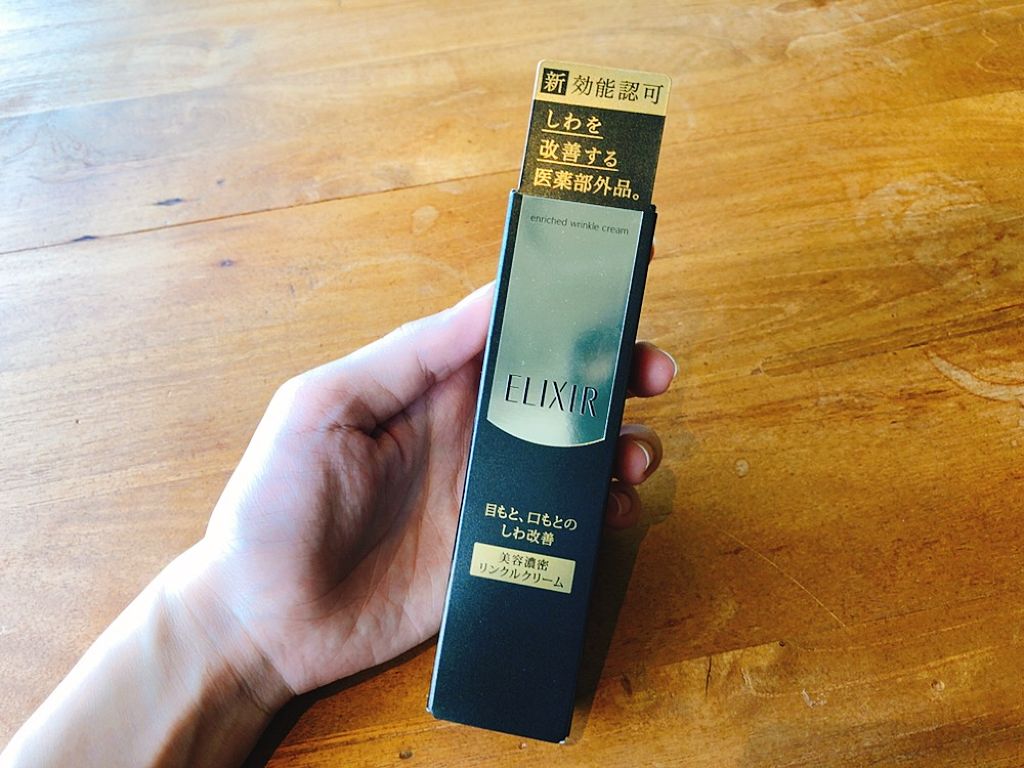 新 効能認可
しわを
改善する
医薬部外品。
enriched wrinkle cream
ELIXIR
目もと、口もとの
しわ改善
美容濃密
リンクルクリーム